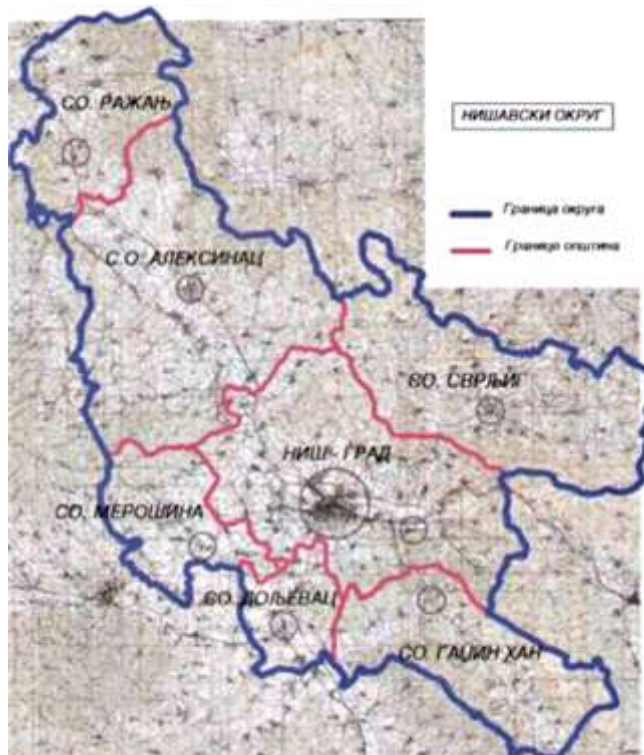 СО. РАЖАЊ
НИШАВСКИ ОКРУГ
Граница округа
Граница општина
С.О. АЛЕКСИНАЦ
СО. СВРЉИГ
НИШ - ГРАД
СО. МЕРОШИНА
СО. ДОЉЕВАЦ
СО. ГАЏИН ХАН